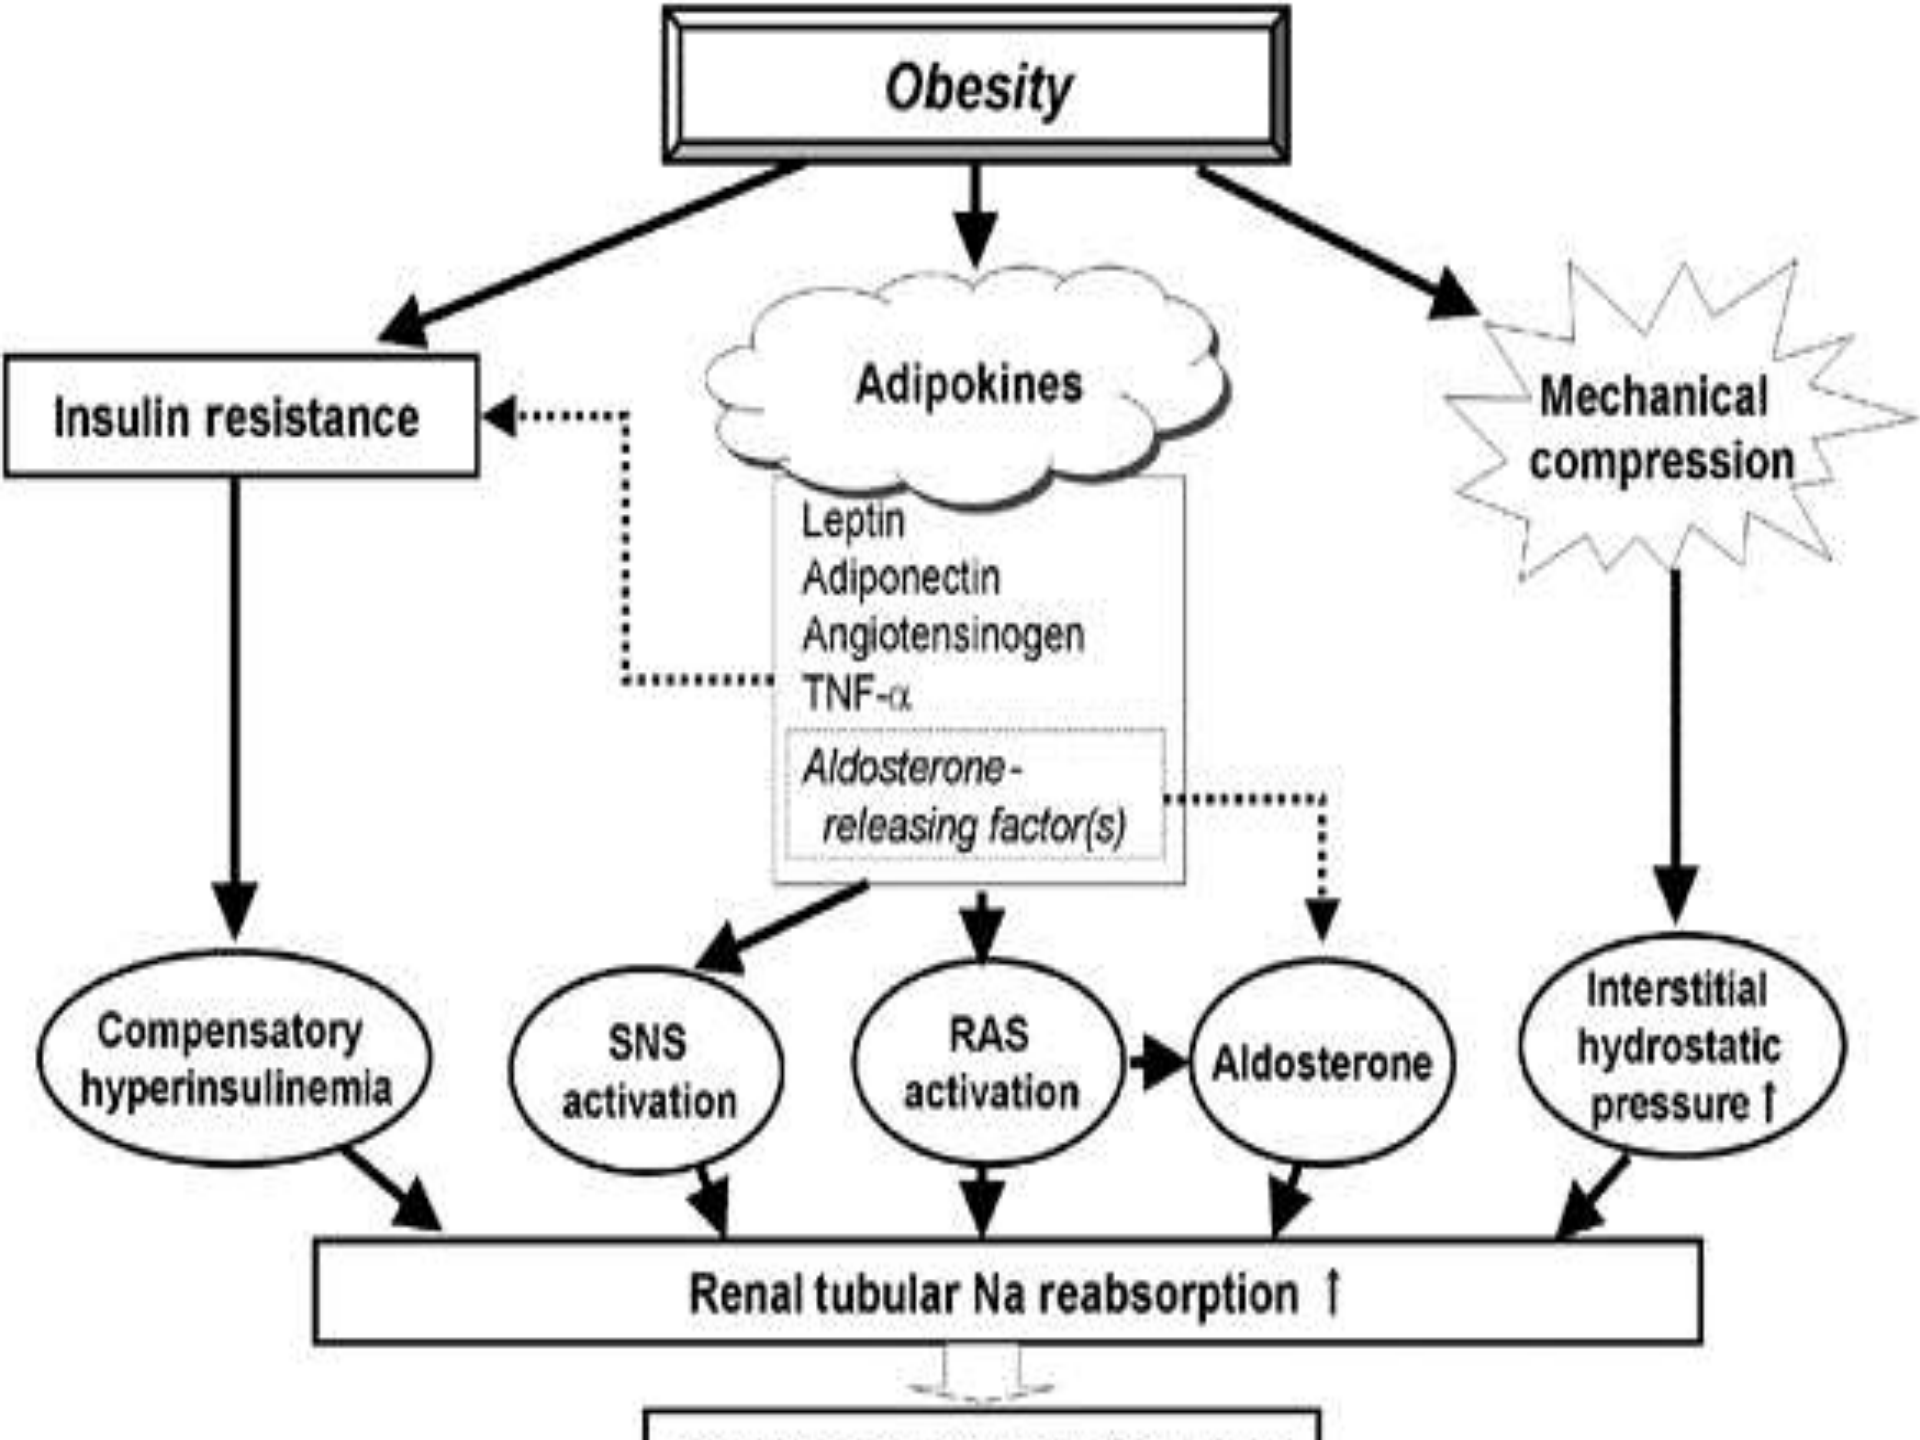 Obesity
Insulin resistance
Adipokines
Mechanical
compression
Leptin
Adiponectin
Angiotensinogen
TNF-α
Aldosterone-
releasing factor(s)
Compensatory
hyperinsulinemia
SNS
activation
RAS
activation
Aldosterone
Interstitial
hydrostatic
pressure ↑
Renal tubular Na reabsorption ↑